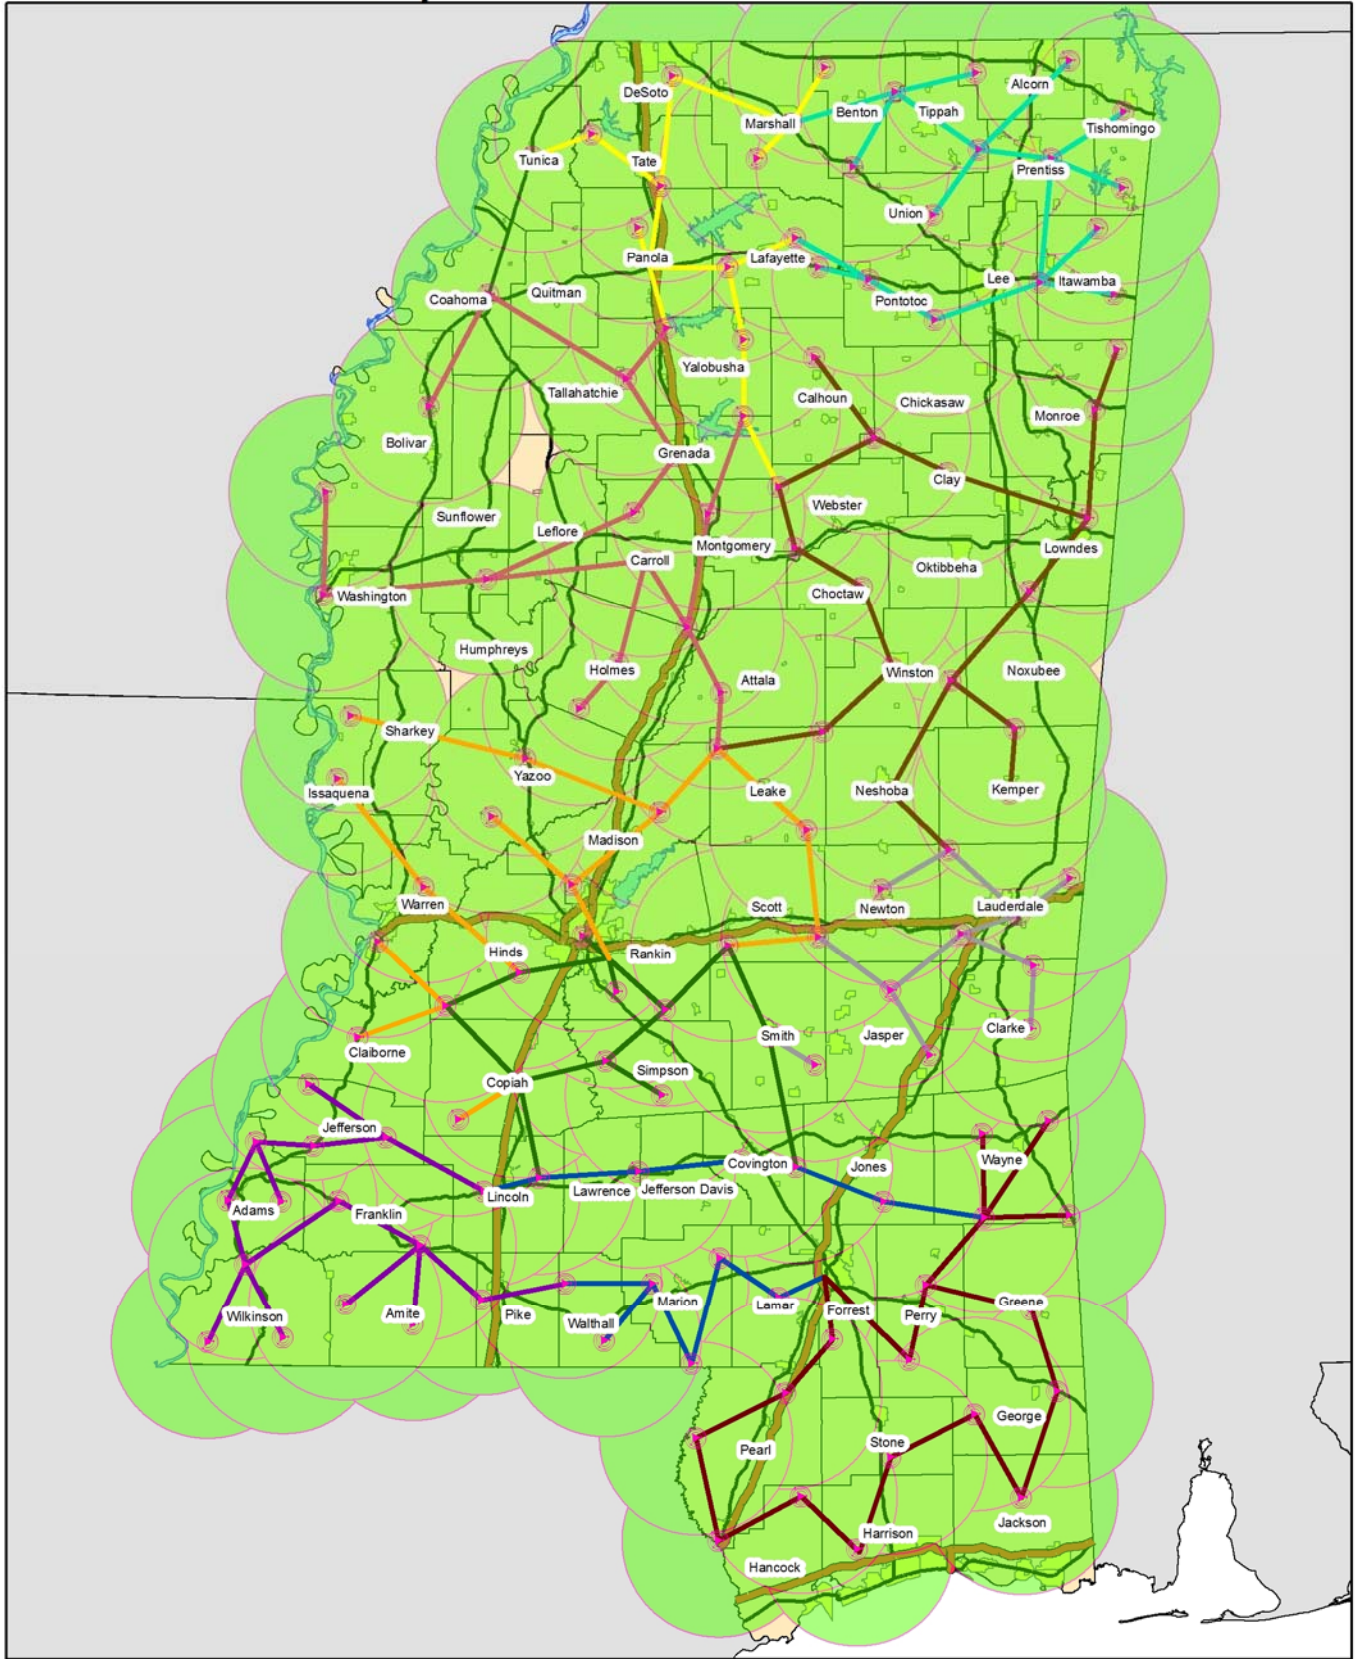 DeSoto
Alcorn
Benton
Tippah
Marshall
Tishomingo
Tunica
Tate
Prentiss
Union
Panola
Lafayette
Lee
Itawamba
Quitman
Coahoma
Pontotoc
Yalobusha
Tallahatchie
Calhoun
Chickasaw
Monroe
Bolivar
Grenada
Clay
Webster
Sunflower
Leflore
Montgomery
Lowndes
Carroll
Oktibbeha
Washington
Choctaw
Humphreys
Holmes
Attala
Winston
Noxubee
Sharkey
Yazoo
Issaquena
Leake
Neshoba
Kemper
Madison
Warren
Scott
Newton
Lauderdale
Hinds
Rankin
Smith
Jasper
Clarke
Claiborne
Simpson
Copiah
Jefferson
Wayne
Covington
Jones
Lincoln
Lawrence
Jefferson Davis
Adams
Franklin
Marion
Lamar
Greene
Forrest
Perry
Wilkinson
Amite
Pike
Walthall
George
Stone
Pearl
Jackson
Harrison
Hancock